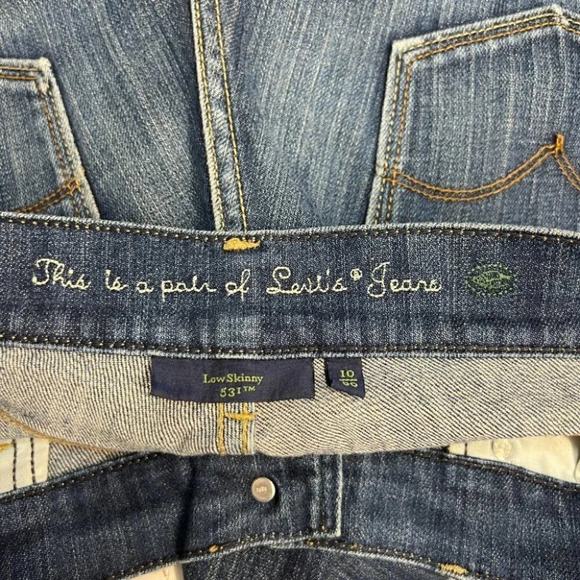 This is a pair of Levi's® Jeans
Low Skinny
531™
10